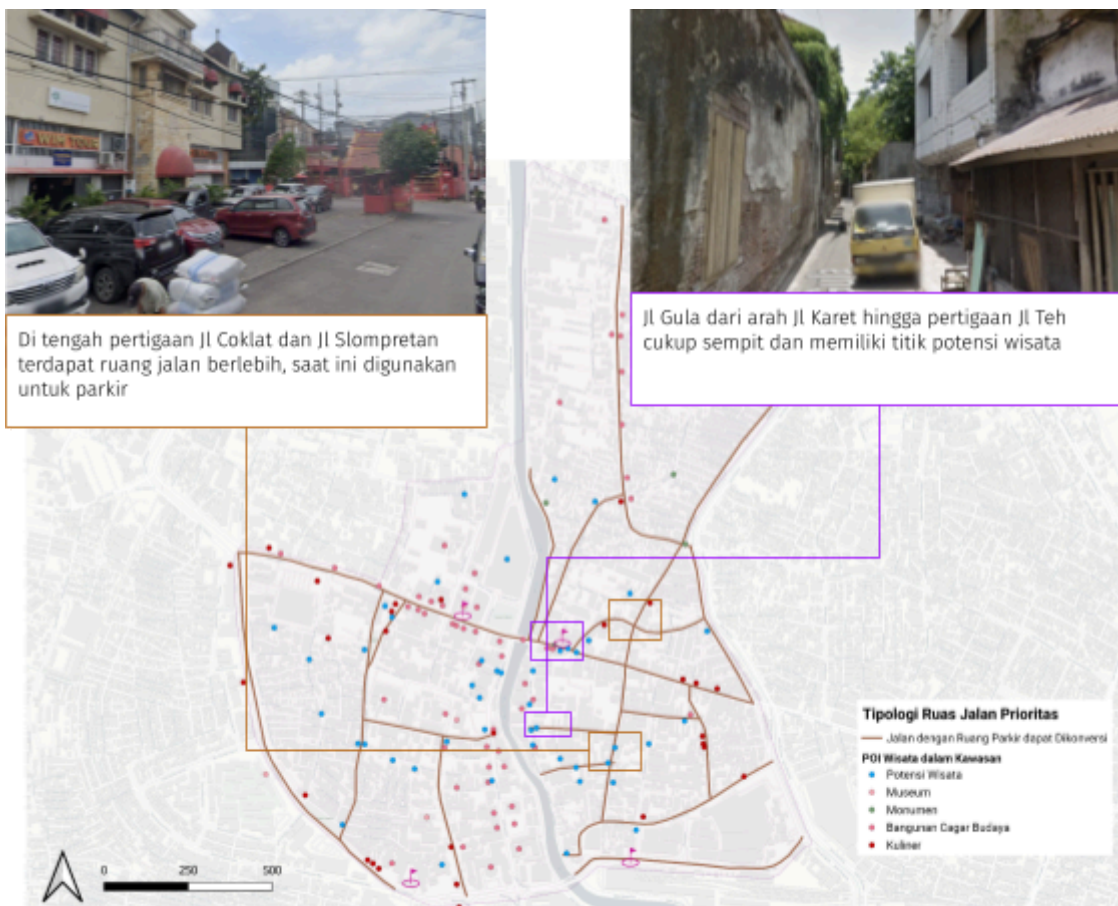 WAH TOUR
Di tengah pertigaan Jl Coklat dan Jl Slompretan
terdapat ruang jalan berlebih, saat ini digunakan
untuk parkir
Jl Gula dari arah Jl Karet hingga pertigaan Jl Teh
cukup sempit dan memiliki titik potensi wisata
Tipologi Ruas Jalan Prioritas
Jalan dengan Ruang Parkir dapat Dikonversi
POI Wisata dalam Kawasan
Potensi Wisata
Museum
Monumen
Bangunan Cagar Budaya
Kuliner
0 250 500